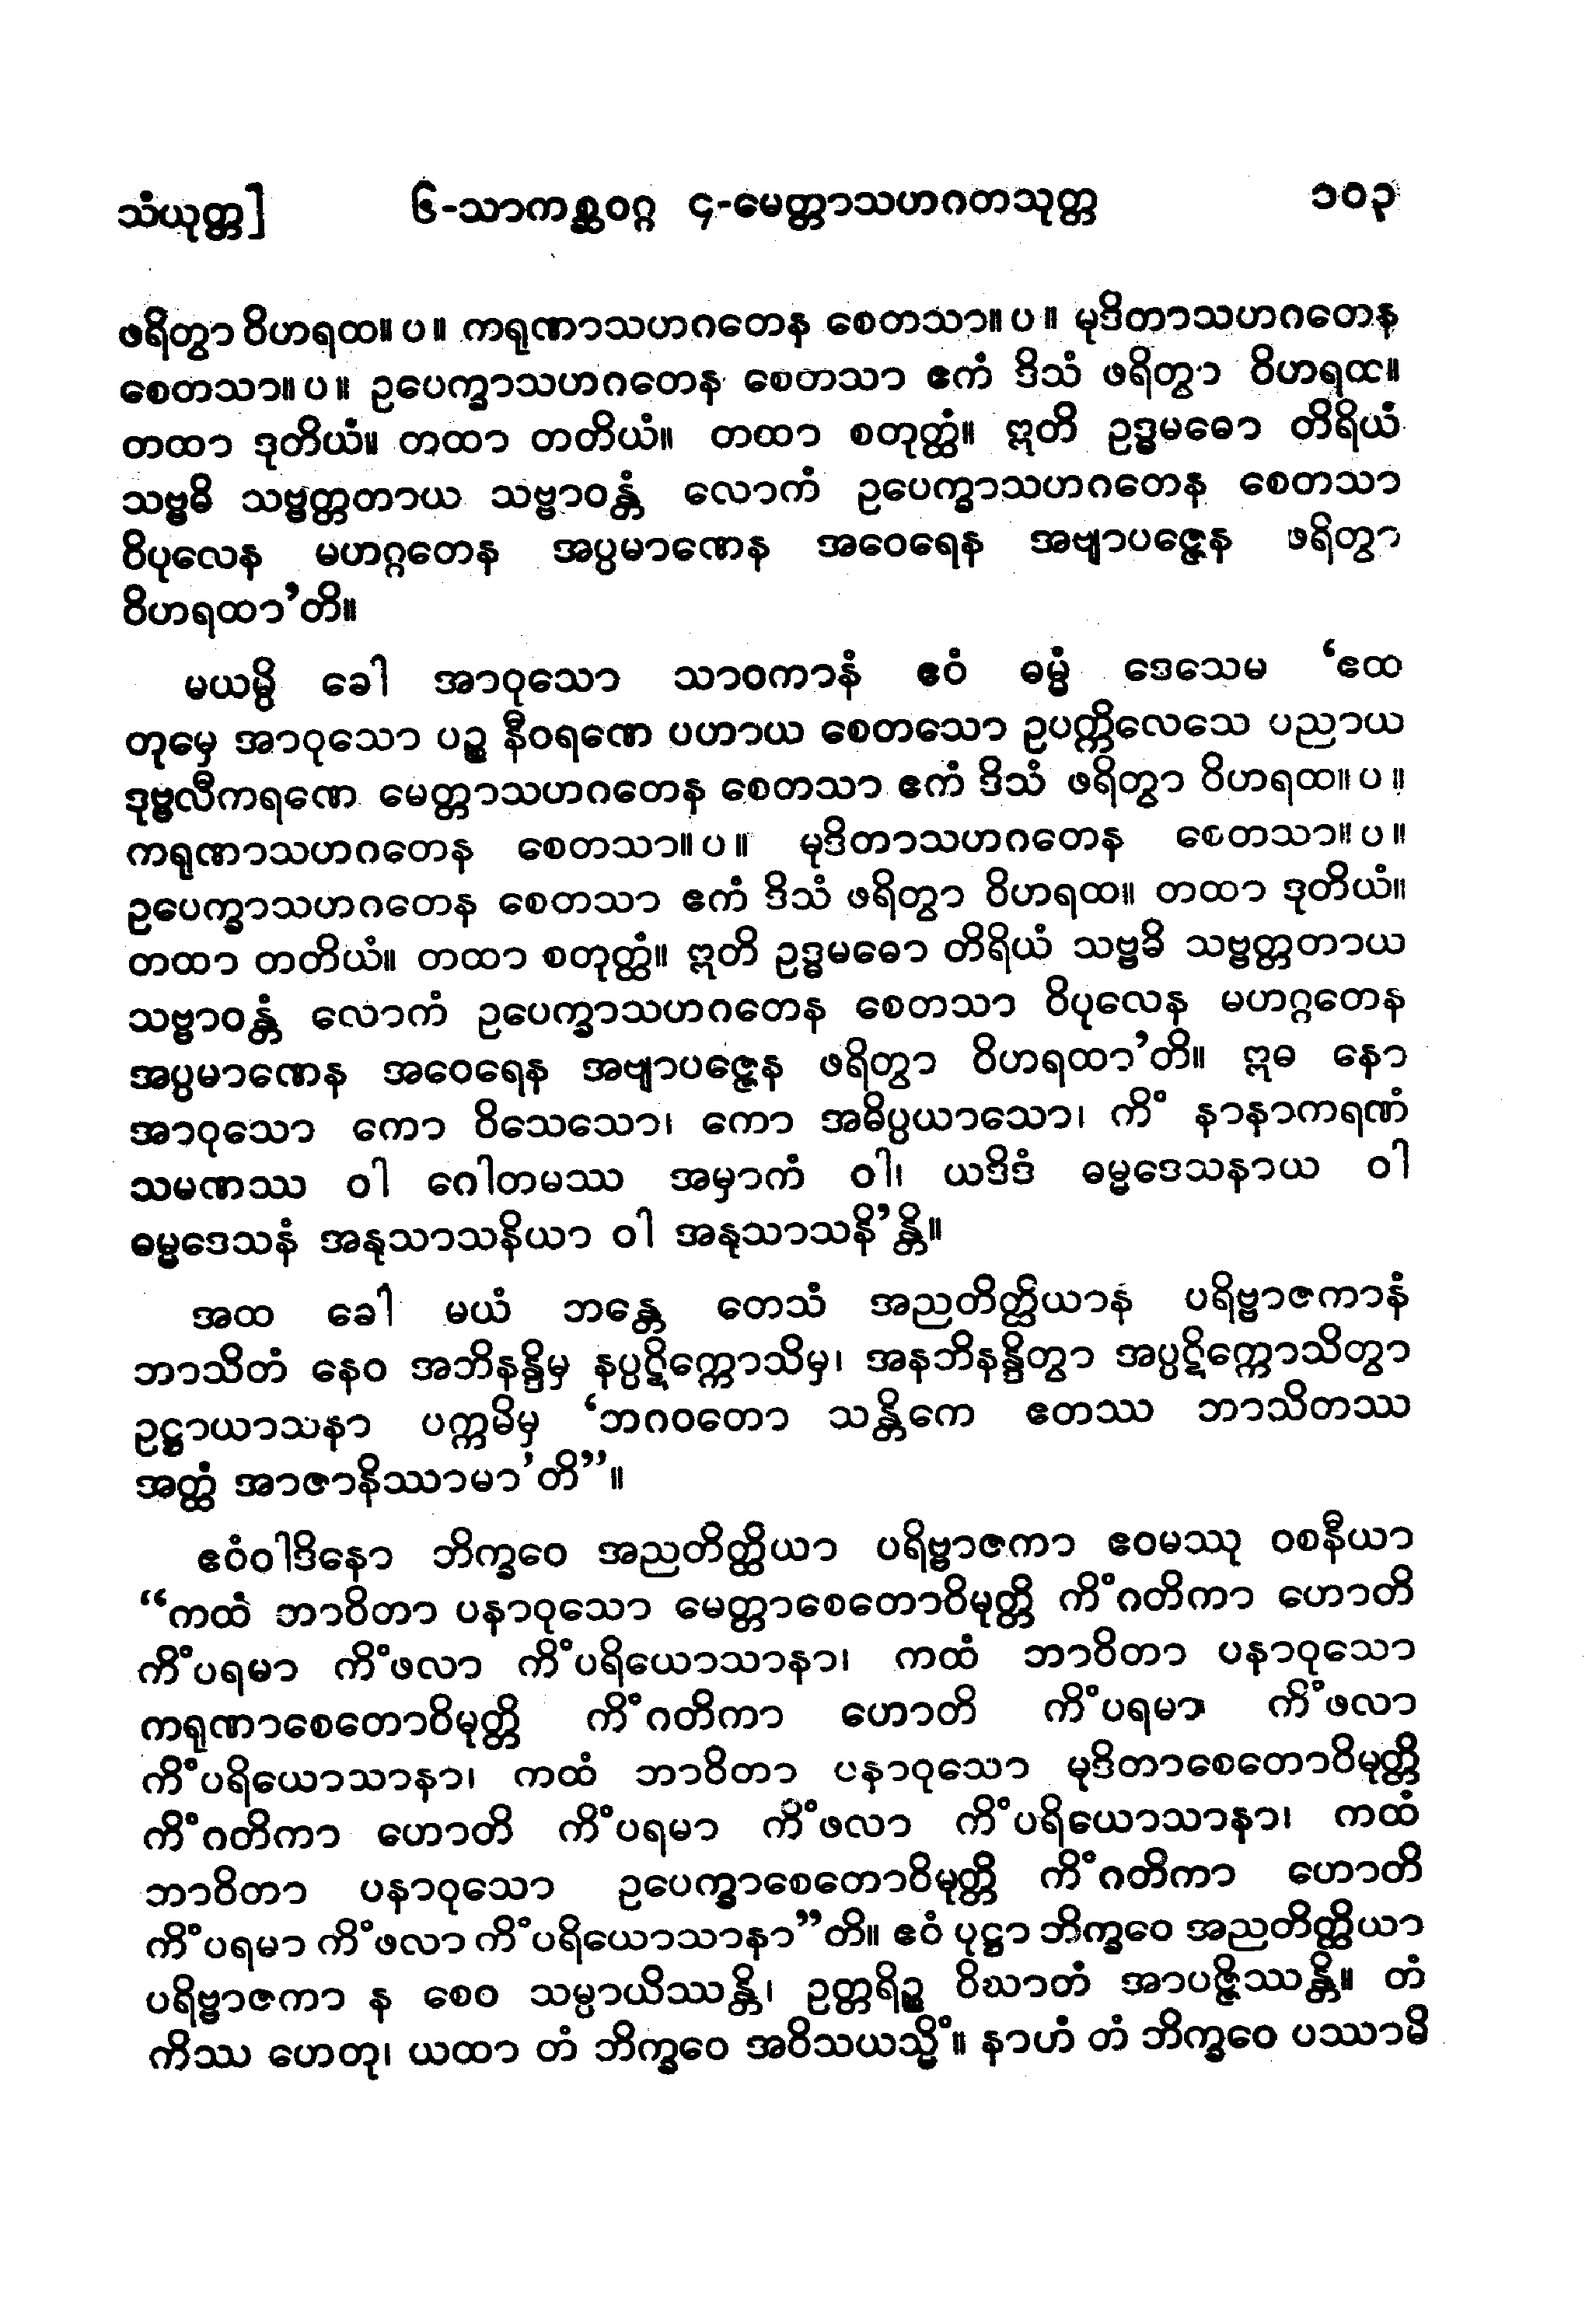 သံယုတ္တ] ၆-သာကစ္ဆဝဂ္ဂ ၄-မေတ္တာသဟဂတသုတ္တ ၁၀၃
ဖရိတွာ ဝိဟရထ။ ပ။ ကရုဏာသဟဂတေန စေတသာ။ ပ။ မုဒိတာသဟဂတေန
စေတသာ။ ပ။ ဥပေက္ခာသဟဂတေန စေတသာ ဧကံ ဒိသံ ဖရိတွာ ဝိဟရထ။
တထာ ဒုတိယံ။ တထာ တတိယံ။ တထာ စတုတ္ထံ။ ဣတိ ဥဒ္ဓမဓော တိရိယံ
သဗ္ဗဓိ သဗ္ဗတ္တတာယ သဗ္ဗာဝန္တံ လောကံ ဥပေက္ခာသဟဂတေန စေတသာ
ဝိပုလေန မဟဂ္ဂတေန အပ္ပမာဏေန အဝေရေန အဗျာပဇ္ဇေန ဖရိတွာ
ဝိဟရထာ’တိ။
မယမ္ပိ ခေါ အာဝုသော သာဝကာနံ ဧဝံ ဓမ္မံ ဒေသေမ ‘ဧထ
တုမှေ အာဝုသော ပဉ္စ နီဝရဏေ ပဟာယ စေတသော ဥပက္ကိလေသေ ပညာယ
ဒုဗ္ဗလီကရဏေ မေတ္တာသဟဂတေန စေတသာ ဧကံ ဒိသံ ဖရိတွာ ဝိဟရထ။ ပ။
ကရုဏာသဟဂတေန စေတသာ။ ပ။ မုဒိတာသဟဂတေန စေတသာ။ ပ။
ဥပေက္ခာသဟဂတေန စေတသာ ဧကံ ဒိသံ ဖရိတွာ ဝိဟရထ။ တထာ ဒုတိယံ။
တထာ တတိယံ။ တထာ စတုတ္ထံ။ ဣတိ ဥဒ္ဓမဓော တိရိယံ သဗ္ဗဓိ သဗ္ဗတ္တတာယ
သဗ္ဗာဝန္တံ လောကံ ဥပေက္ခာသဟဂတေန စေတသာ ဝိပုလေန မဟဂ္ဂတေန
အပ္ပမာဏေန အဝေရေန အဗျာပဇ္ဇေန ဖရိတွာ ဝိဟရထာ’တိ။ ဣဓ နော
အာဝုသော ကော ဝိသေသော၊ ကော အဓိပ္ပယာသော၊ ကိံ နာနာကရဏံ
သမဏဿ ဝါ ဂေါတမဿ အမှာကံ ဝါ၊ ယဒိဒံ ဓမ္မဒေသနာယ ဝါ
ဓမ္မဒေသနံ အနုသာသနိယာ ဝါ အနုသာသနိ’န္တိ။
အထ ခေါ မယံ ဘန္တေ တေသံ အညတိတ္ထိယာနံ ပရိဗ္ဗာဇကာနံ
ဘာသိတံ နေဝ အဘိနန္ဒိမှ နပ္ပဋိက္ကောသိမှ၊ အနဘိနန္ဒိတွာ အပ္ပဋိက္ကောသိတွာ
ဥဋ္ဌာယာသနာ ပက္ကမိမှ ‘ဘဂဝတော သန္တိကေ ဧတဿ ဘာသိတဿ
အတ္ထံ အာဇာနိဿာမာ’တိ”။
ဧဝံဝါဒိနော ဘိက္ခဝေ အညတိတ္ထိယာ ပရိဗ္ဗာဇကာ ဧဝမဿု ဝစနီယာ
“ကထံ ဘာဝိတာ ပနာဝုသော မေတ္တာစေတောဝိမုတ္တိ ကိံဂတိကာ ဟောတိ
ကိံပရမာ ကိံဖလာ ကိံပရိယောသာနာ၊ ကထံ ဘာဝိတာ ပနာဝုသော
ကရုဏာစေတောဝိမုတ္တိ ကိံဂတိကာ ဟောတိ ကိံပရမာ ကိံဖလာ
ကိံပရိယောသာနာ၊ ကထံ ဘာဝိတာ ပနာဝုသော မုဒိတာစေတောဝိမုတ္တိ
ကိံဂတိကာ ဟောတိ ကိံပရမာ ကိံဖလာ ကိံပရိယောသာနာ၊ ကထံ
ဘာဝိတာ ပနာဝုသော ဥပေက္ခာစေတောဝိမုတ္တိ ကိံဂတိကာ ဟောတိ
ကိံပရမာ ကိံဖလာ ကိံပရိယောသာနာ”တိ။ ဧဝံ ပုဋ္ဌာ ဘိက္ခဝေ အညတိတ္ထိယာ
ပရိဗ္ဗာဇကာ န စေဝ သမ္ပာယိဿန္တိ၊ ဥတ္တရိဉ္စ ဝိဃာတံ အာပဇ္ဇိဿန္တိ။ တံ
ကိဿ ဟေတု၊ ယထာ တံ ဘိက္ခဝေ အဝိသယသ္မိံ။ နာဟံ တံ ဘိက္ခဝေ ပဿာမိ